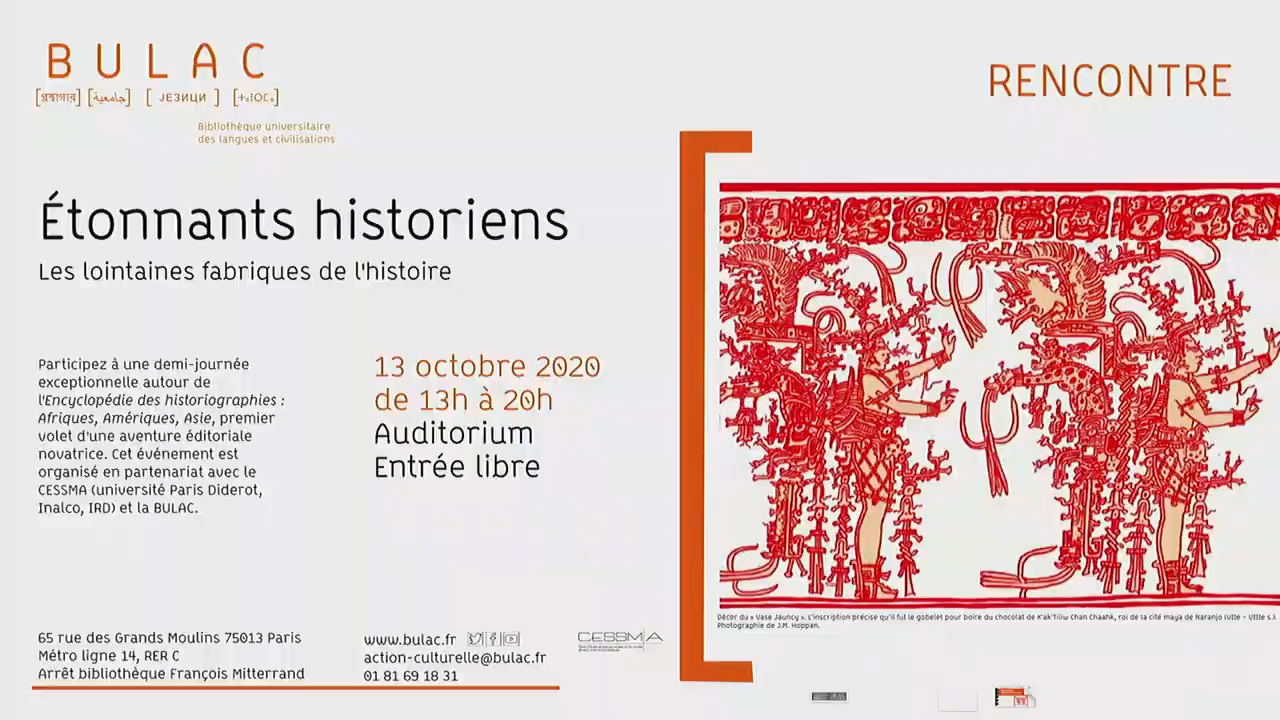 BULAC
[গ্রন্থাগার] [جامعية] [ ЈЕЗИЦИ ]
Bibliothèque universitaire
des langues et civilisations
RENCONTRE
Étonnants historiens
Les lointaines fabriques de l'histoire
Participez à une demi-journée
exceptionnelle autour de
l'Encyclopédie des historiographies :
Afriques, Amériques, Asie, premier
volet d'une aventure éditoriale
novatrice. Cet événement est
organisé en partenariat avec le
CESSMA (université Paris Diderot,
Inalco, IRD) et la BULAC.
13 octobre 2020
de 13h à 20h
Auditorium
Entrée libre
Décor du « Vase Jauncy ». L'inscription précise qu'il fut le gobelet pour boire du chocolat de K'ak'Tiliw Chan Chaahk, roi de la cité maya de Naranjo (VIIe - VIIIe s.).
Photographie de J.M. Hoppan.
65 rue des Grands Moulins 75013 Paris
Métro ligne 14, RER C
Arrêt bibliothèque François Mitterrand
www.bulac.fr
action-culturelle@bulac.fr
01 81 69 18 31
CESSMA